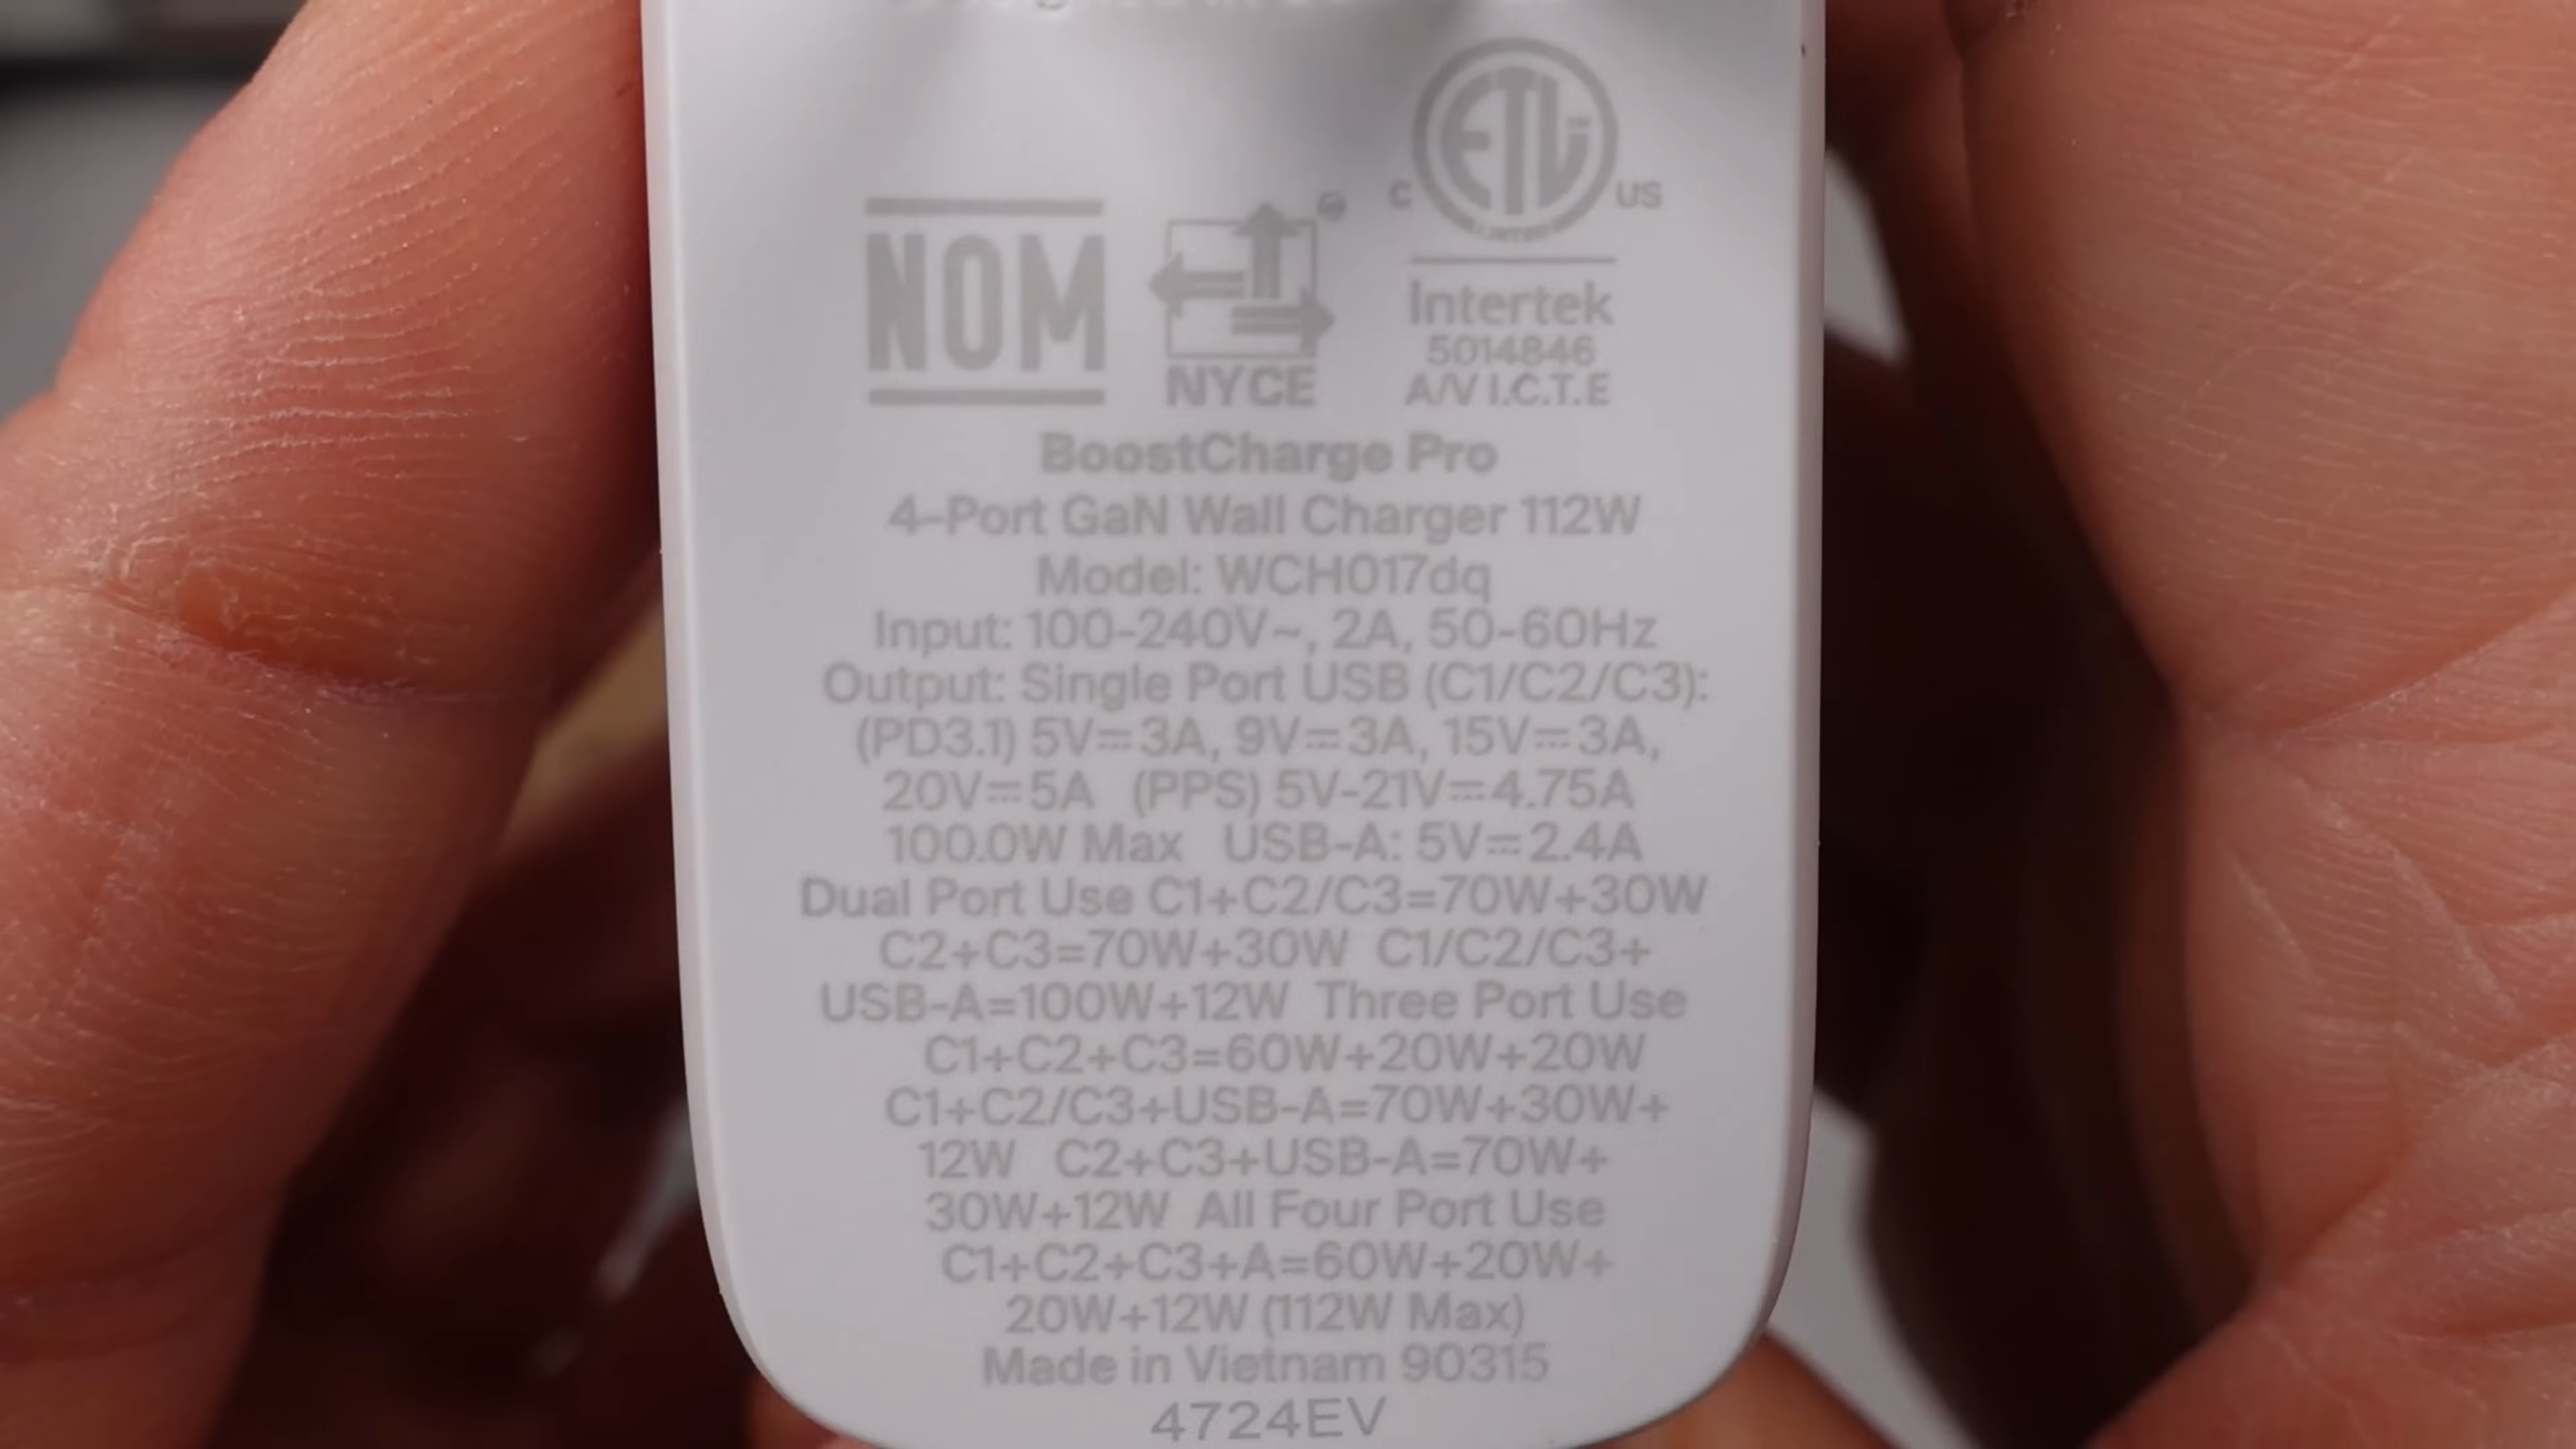 ETL
C US
NOM
NYCE
Intertek
5014846
A/V I.C.T.E
BoostCharge Pro
4-Port GaN Wall Charger 112W
Model: WCH017dq
Input: 100-240V~, 2A, 50-60Hz
Output: Single Port USB (C1/C2/C3):
(PD3.1) 5V⎓3A, 9V⎓3A, 15V⎓3A,
20V⎓5A (PPS) 5V-21V⎓4.75A
100.0W Max USB-A: 5V⎓2.4A
Dual Port Use C1+C2/C3=70W+30W
C2+C3=70W+30W C1/C2/C3+
USB-A=100W+12W Three Port Use
C1+C2+C3=60W+20W+20W
C1+C2/C3+USB-A=70W+30W+
12W C2+C3+USB-A=70W+
30W+12W All Four Port Use
C1+C2+C3+A=60W+20W+
20W+12W (112W Max)
Made in Vietnam 90315
4724EV